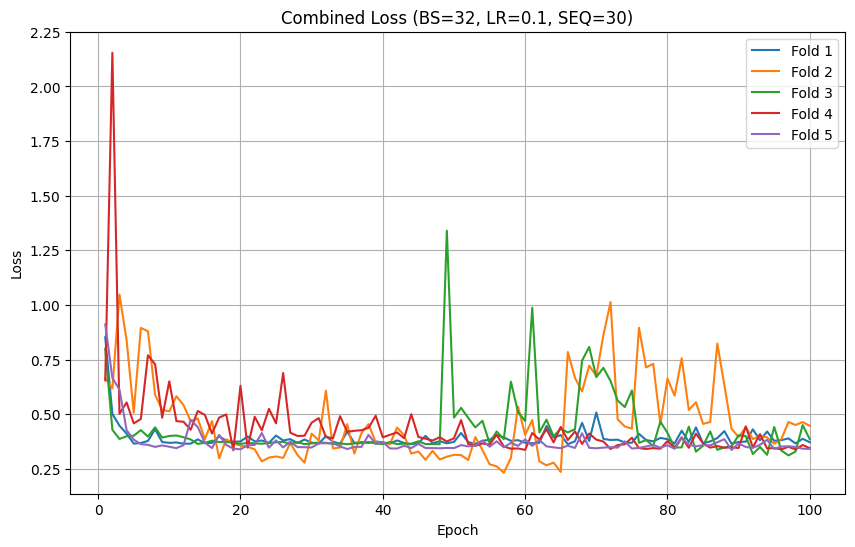 Combined Loss (BS=32, LR=0.1, SEQ=30)
2.25
2.00
1.75
1.50
1.25
1.00
0.75
0.50
0.25
Loss
Fold 1
Fold 2
Fold 3
Fold 4
Fold 5
0 20 40 60 80 100
Epoch